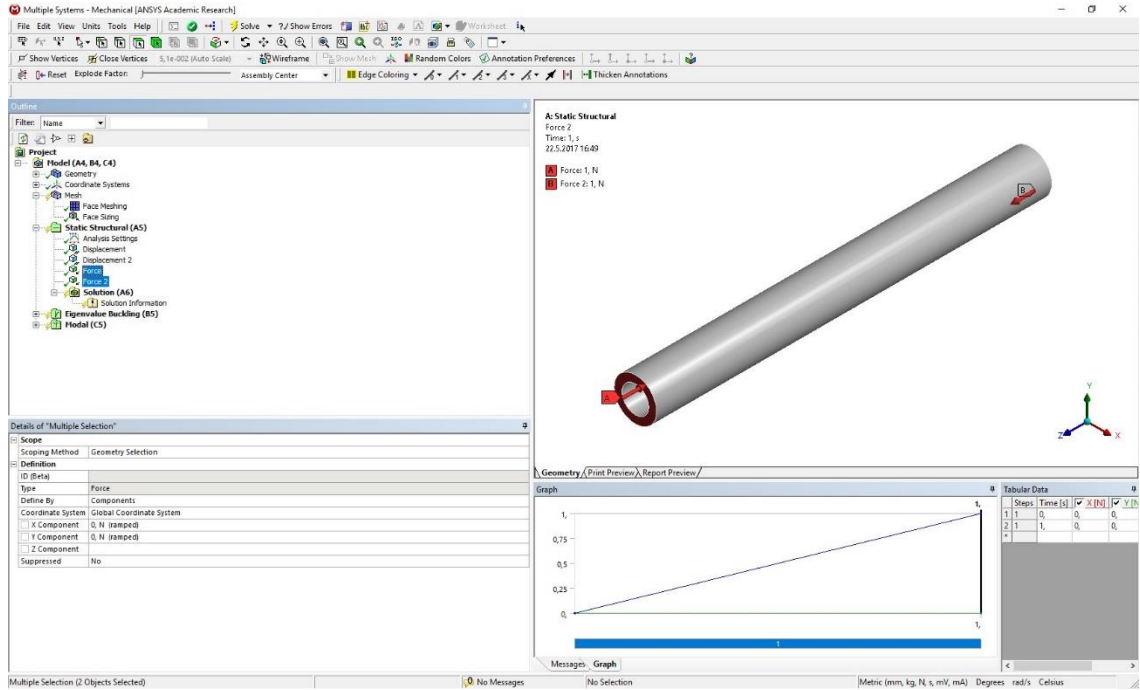 Multiple Systems - Mechanical [ANSYS Academic Research]
File Edit View Units Tools Help Solve ?/ Show Errors Worksheet
Show Vertices Close Vertices 5,1e-002 (Auto Scale) Wireframe Show Mesh Random Colors Annotation Preferences
Reset Explode Factor: Assembly Center Edge Coloring Thicken Annotations
Outline
Filter: Name
Project
Model (A4, B4, C4)
Geometry
Coordinate Systems
Mesh
Face Meshing
Face Sizing
Static Structural (A5)
Analysis Settings
Displacement
Displacement 2
Force
Force 2
Solution (A6)
Solution Information
Eigenvalue Buckling (B5)
Modal (C5)
A: Static Structural
Force 2
Time: 1, s
22.5.2017 16:49
A Force: 1, N
B Force 2: 1, N
B
A
Y
Z X
Geometry Print Preview Report Preview
Details of "Multiple Selection"
Scope
Scoping Method Geometry Selection
Definition
ID (Beta)
Type Force
Define By Components
Coordinate System Global Coordinate System
X Component 0, N (ramped)
Y Component 0, N (ramped)
Z Component
Suppressed No
Graph
1,
1,
0,75
0,5
0,25
0,
1,
1
Messages Graph
Tabular Data
Steps Time [s] X [N] Y [N
1 1 0, 0, 0,
2 1 1, 0, 0,
*
Multiple Selection (2 Objects Selected) 0 No Messages No Selection Metric (mm, kg, N, s, mV, mA) Degrees rad/s Celsius